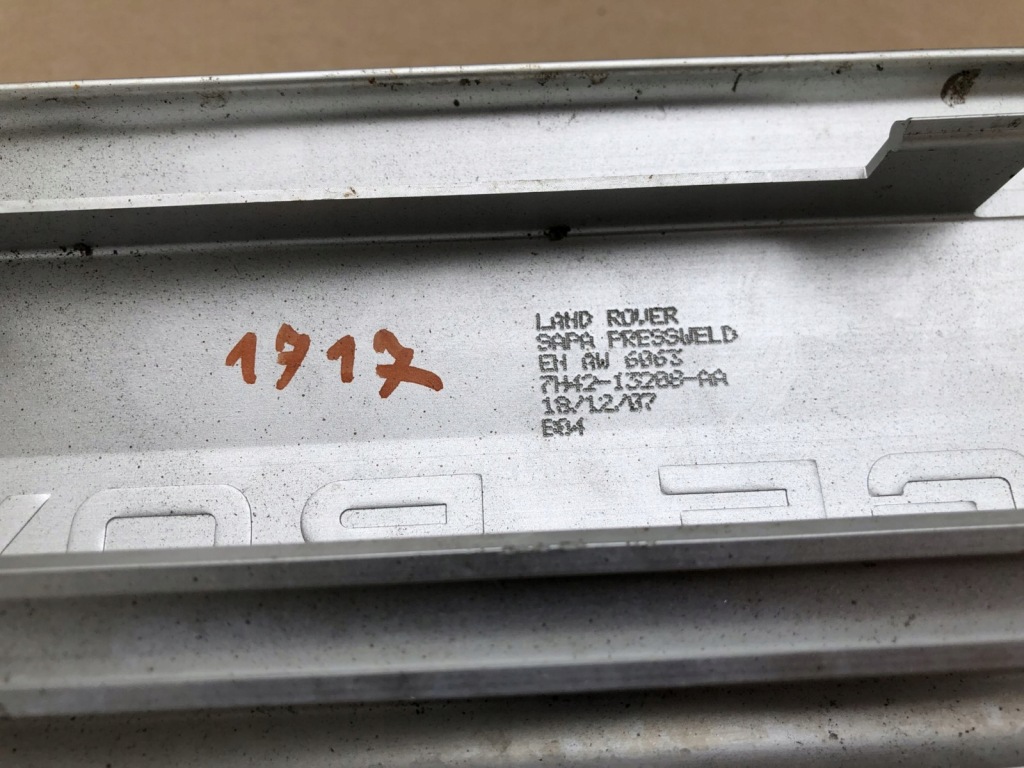 1717
LAND ROVER
SAPA PRESSWELD
EN AW 6063
7H42-13208-AA
18/12/07
B04